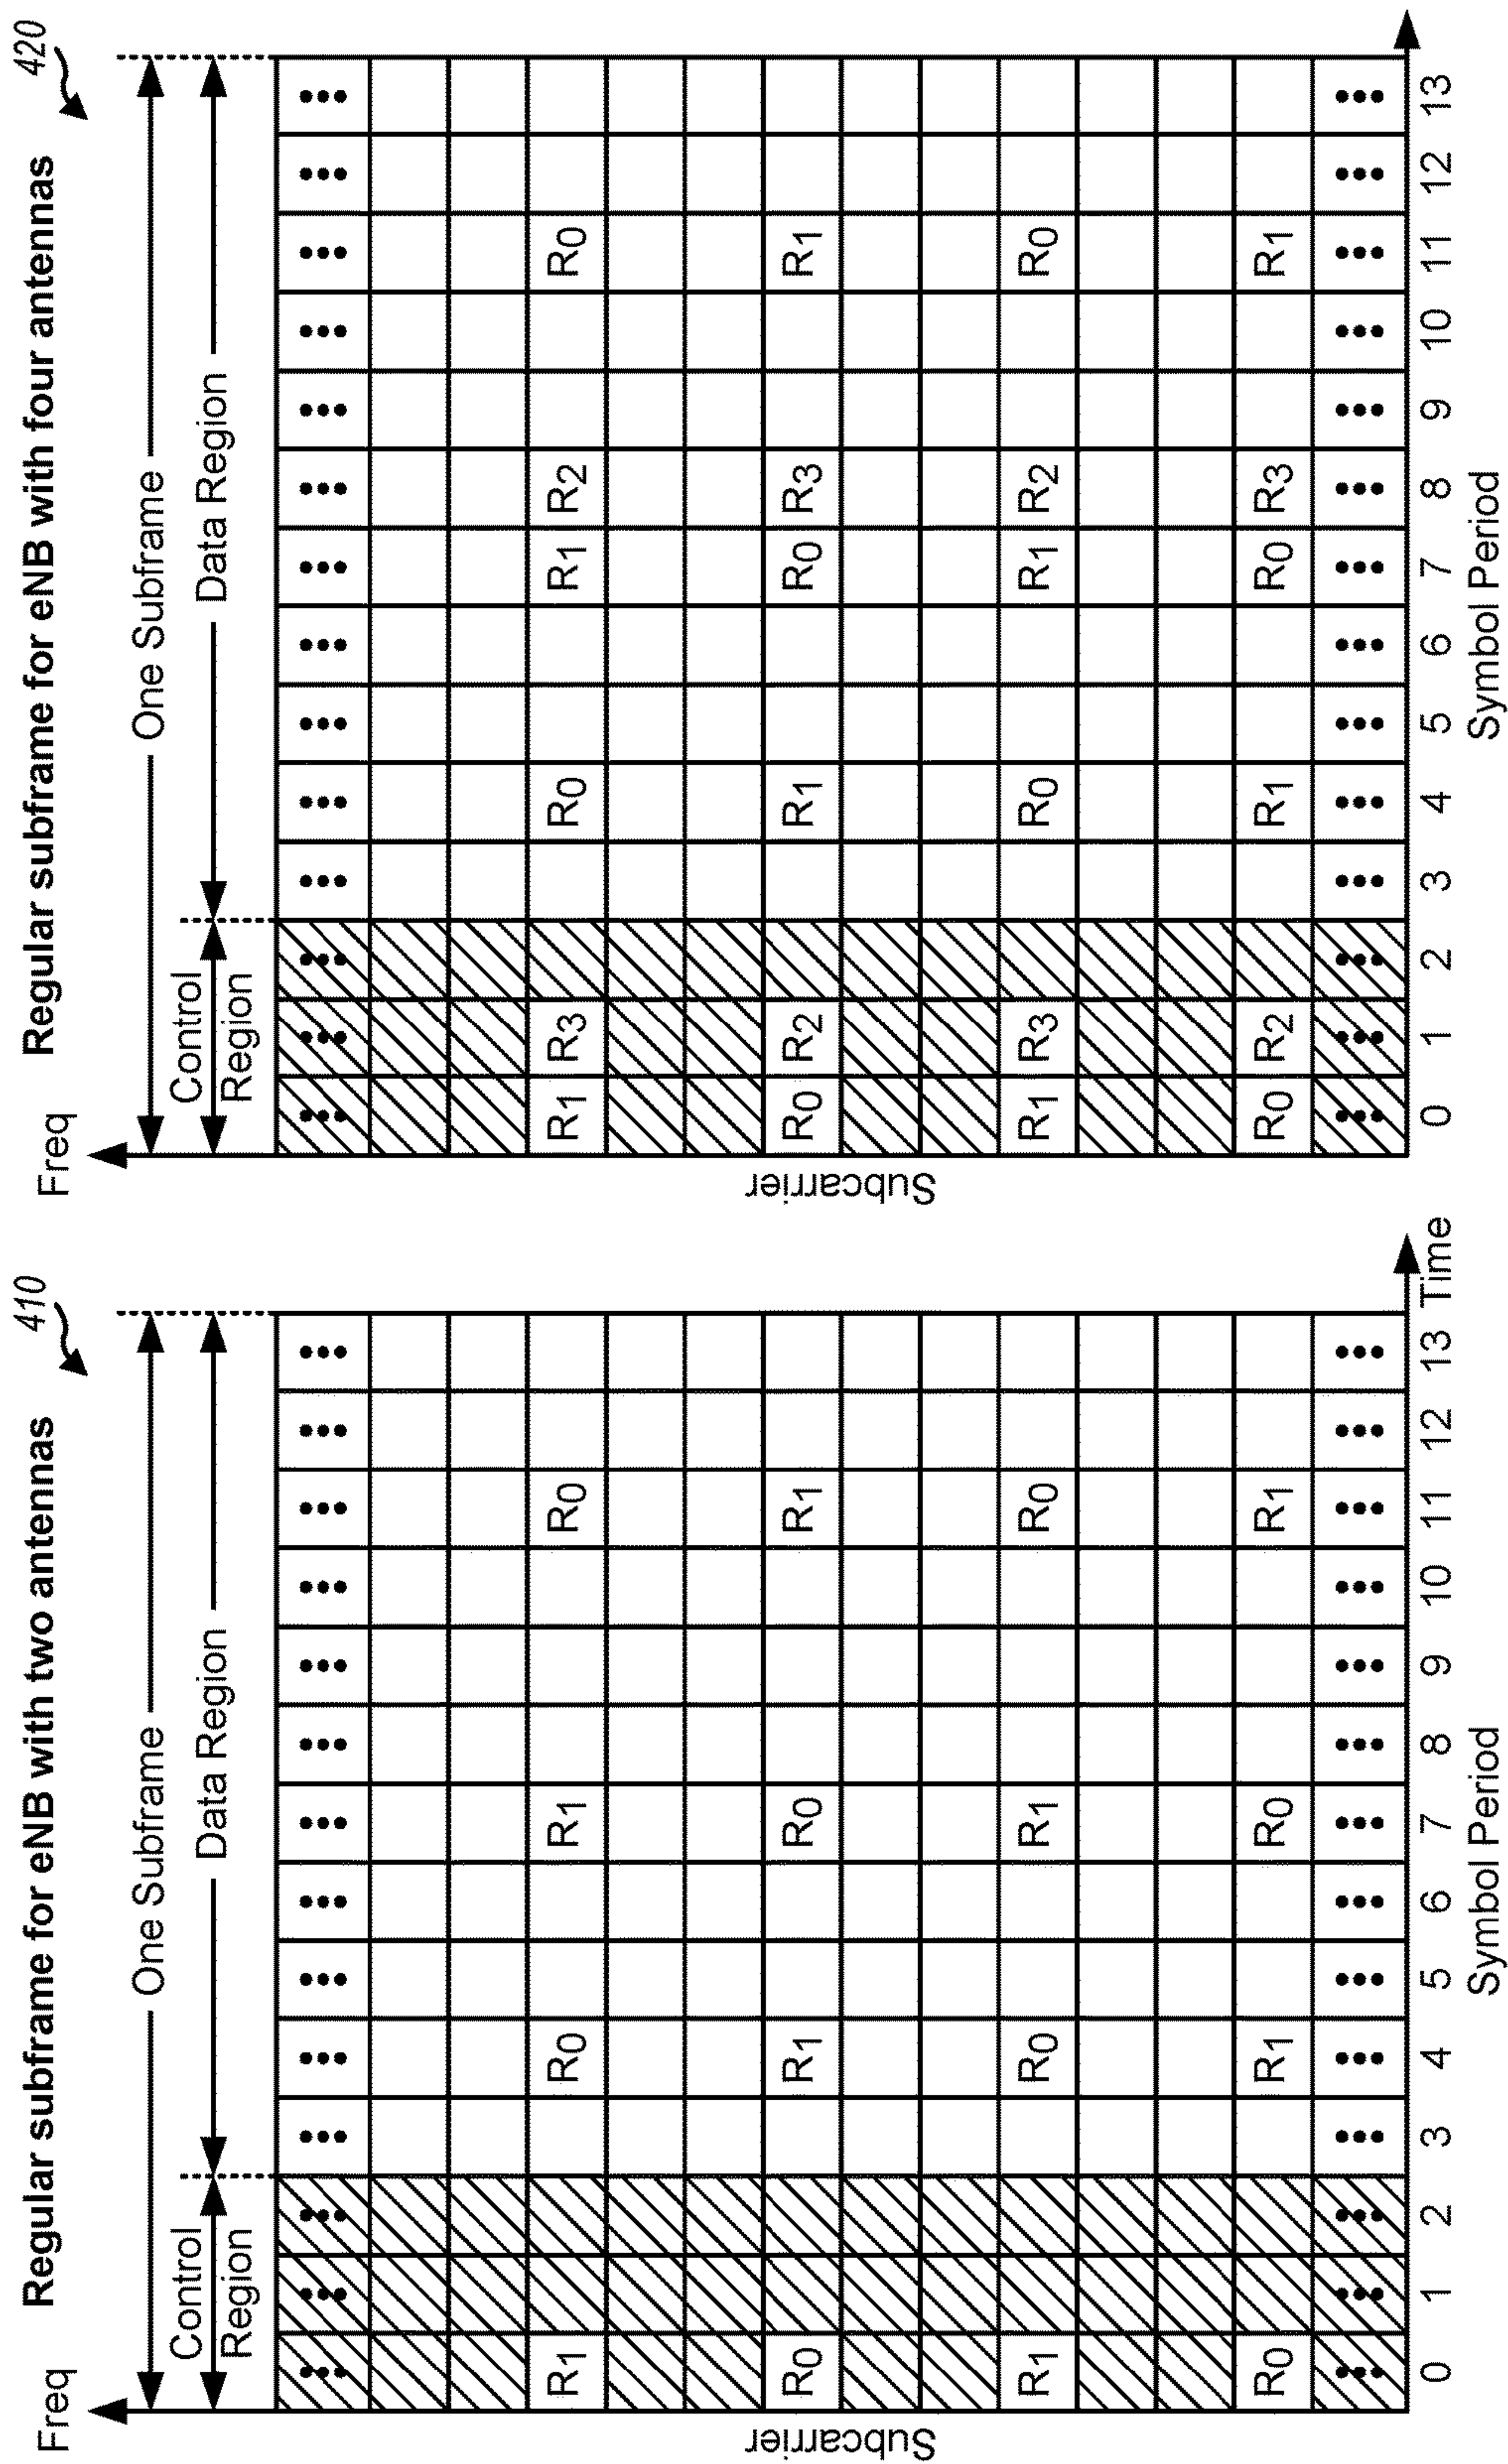 Freq Regular subframe for eNB with two antennas 410
One Subframe
Control
Region
Data Region
Subcarrier
R1 R0 R1 R0
R0 R1 R0 R1
R1 R0 R1 R0
R0 R1 R0 R1
0 1 2 3 4 5 6 7 8 9 10 11 12 13 Time
Symbol Period
Freq Regular subframe for eNB with four antennas 420
One Subframe
Control
Region
Data Region
Subcarrier
R1 R3 R0 R1 R2 R0
R0 R2 R1 R0 R3 R1
R1 R3 R0 R1 R2 R0
R0 R2 R1 R0 R3 R1
0 1 2 3 4 5 6 7 8 9 10 11 12 13
Symbol Period